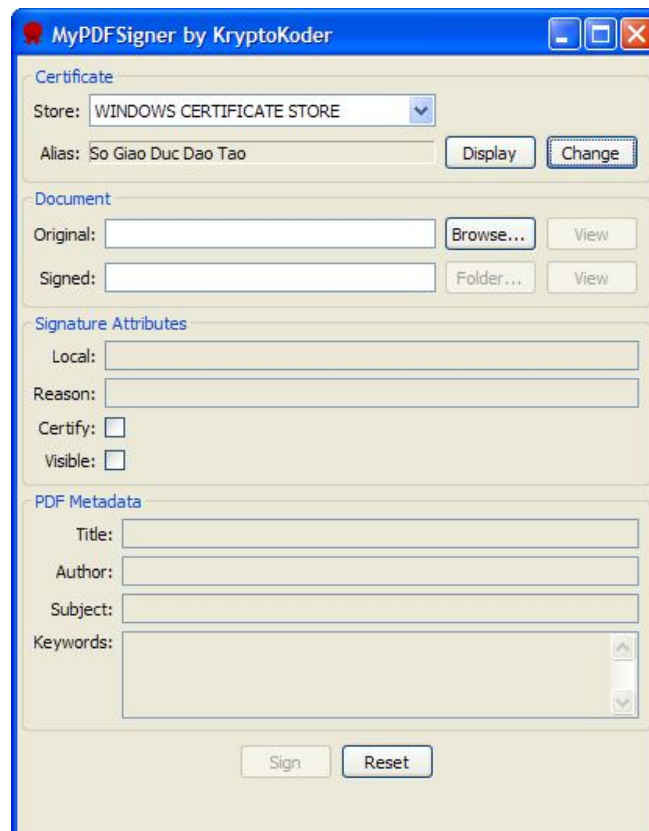 MyPDFSigner by KryptoKoder
Certificate
Store: WINDOWS CERTIFICATE STORE
Alias: So Giao Duc Dao Tao Display Change
Document
Original: Browse... View
Signed: Folder... View
Signature Attributes
Local:
Reason:
Certify:
Visible:
PDF Metadata
Title:
Author:
Subject:
Keywords:
Sign Reset